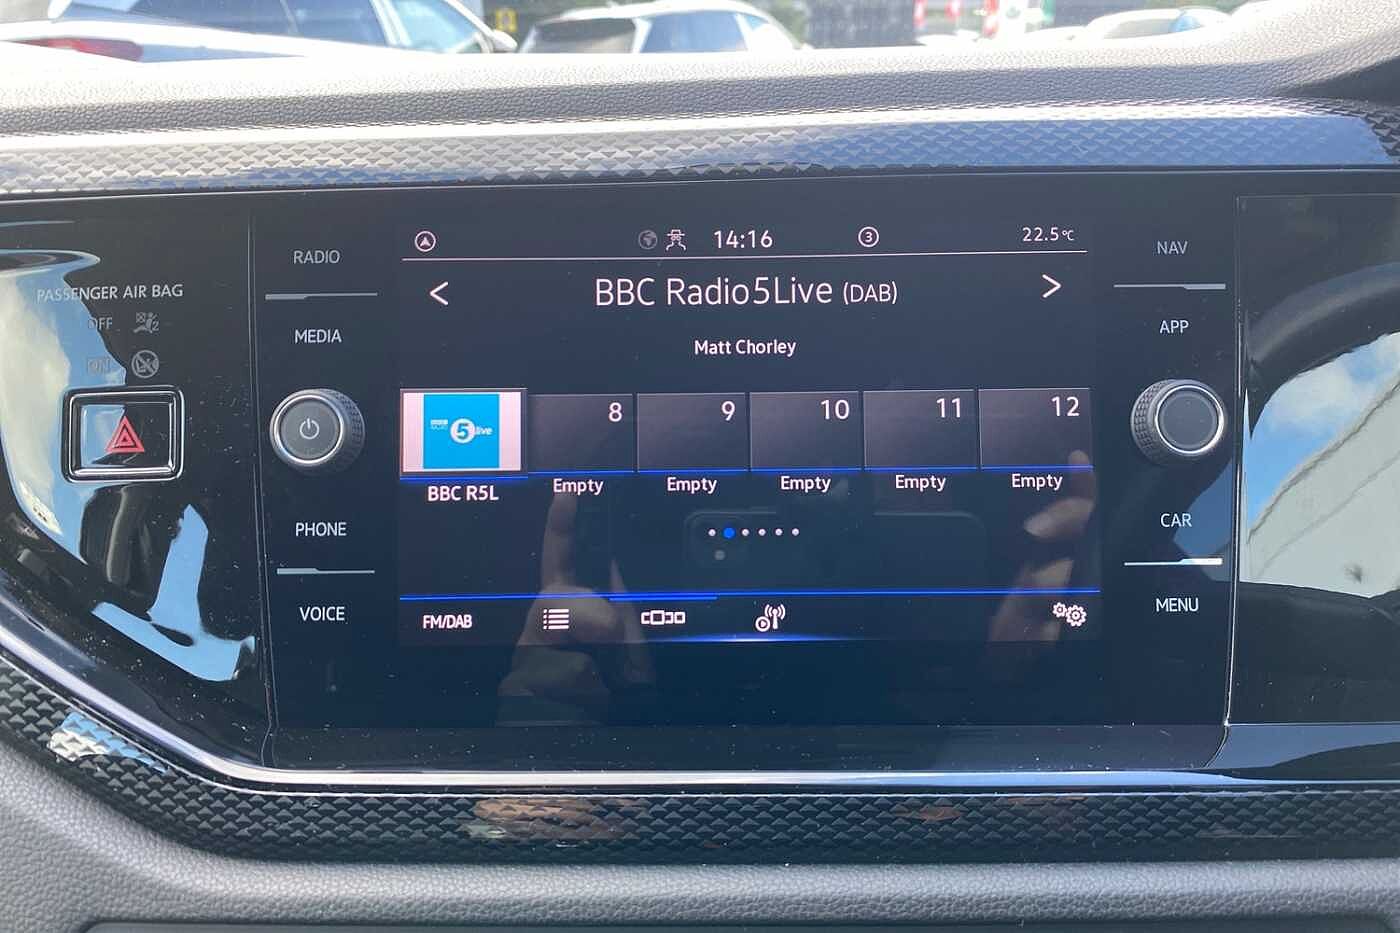 PASSENGER AIR BAG
OFF 2
ON
RADIO
MEDIA
PHONE
VOICE
14:16
3
22.5°C
< BBC Radio5Live (DAB) >
Matt Chorley
5 live
8
9
10
11
12
BBC R5L
Empty
Empty
Empty
Empty
Empty
FM/DAB
NAV
APP
CAR
MENU